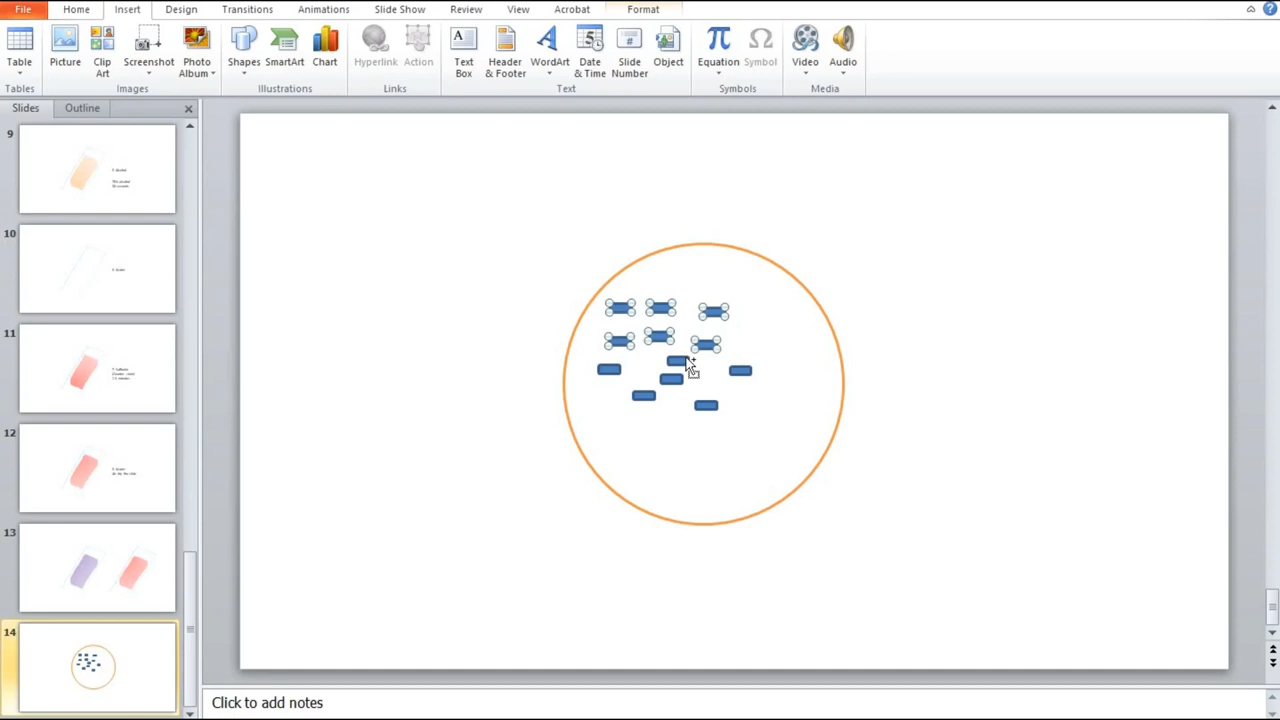 File Home Insert Design Transitions Animations Slide Show Review View Acrobat Format
Table Picture Clip Art Screenshot Photo Album Shapes SmartArt Chart Hyperlink Action Text Box Header & Footer WordArt Date & Time Slide Number Object Equation Symbol Video Audio
Tables Images Illustrations Links Text Symbols Media
Slides Outline
9
10
11
12
13
14
Click to add notes